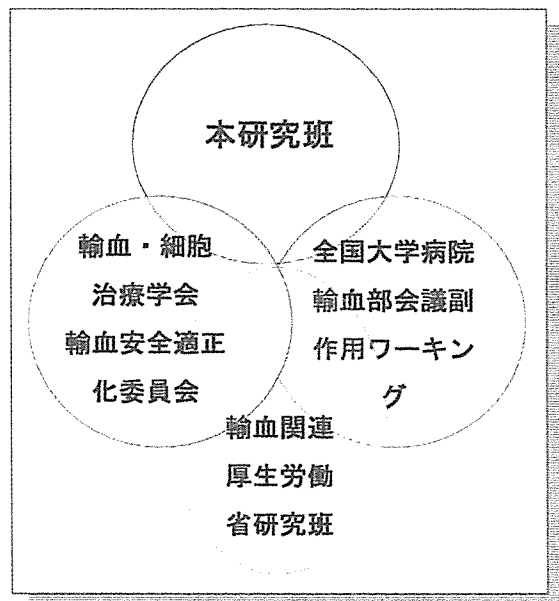 本研究班
輸血・細胞
治療学会
輸血安全適正
化委員会
全国大学病院
輸血部会議副
作用ワーキン
グ
輸血関連
厚生労働
省研究班